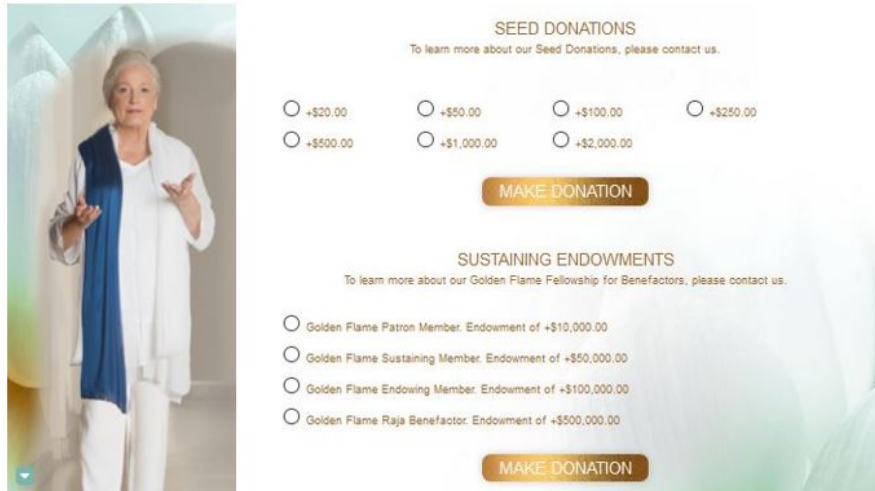 SEED DONATIONS
To learn more about our Seed Donations, please contact us.
+$20.00 +$50.00 +$100.00 +$250.00
+$500.00 +$1,000.00 +$2,000.00
MAKE DONATION
SUSTAINING ENDOWMENTS
To learn more about our Golden Flame Fellowship for Benefactors, please contact us.
Golden Flame Patron Member. Endowment of +$10,000.00
Golden Flame Sustaining Member. Endowment of +$50,000.00
Golden Flame Endowing Member. Endowment of +$100,000.00
Golden Flame Raja Benefactor. Endowment of +$500,000.00
MAKE DONATION